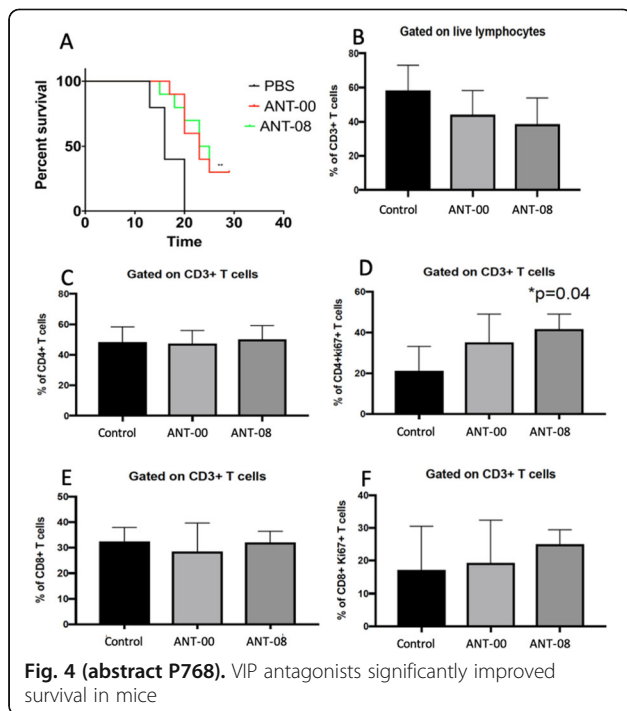 A
Percent survival
100
50
0
PBS
ANT-00
ANT-08
**
0 10 20 30 40
Time
B
Gated on live lymphocytes
% of CD3+ T cells
80
60
40
20
0
Control ANT-00 ANT-08
C
Gated on CD3+ T cells
% of CD4+ T cells
80
60
40
20
0
Control ANT-00 ANT-08
D
Gated on CD3+ T cells
*p=0.04
% of CD4+ki67+ T cells
60
40
20
0
Control ANT-00 ANT-08
E
Gated on CD3+ T cells
% of CD8+ T cells
50
40
30
20
10
0
Control ANT-00 ANT-08
F
Gated on CD3+ T cells
% of CD8+ Ki67+ T cells
40
30
20
10
0
Control ANT-00 ANT-08
Fig. 4 (abstract P768). VIP antagonists significantly improved
survival in mice